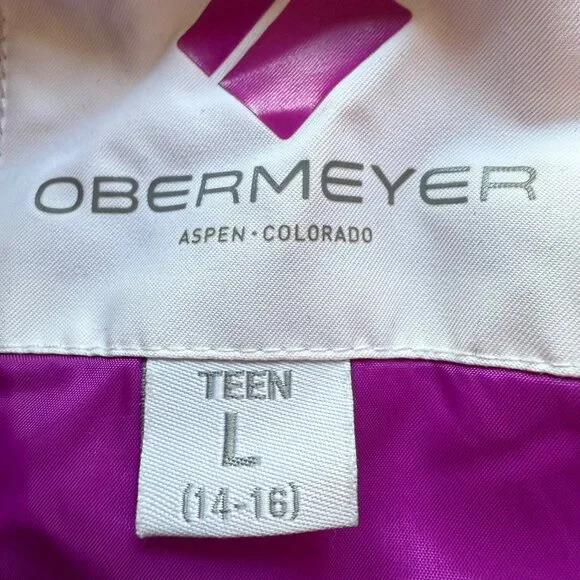 OBERMEYER
ASPEN · COLORADO
TEEN
L
(14-16)